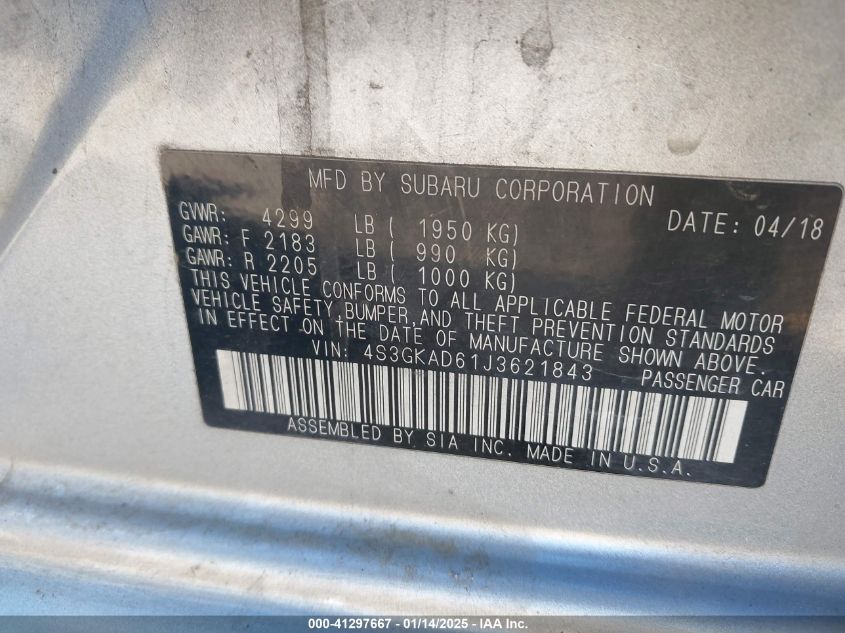 MFD BY SUBARU CORPORATION
DATE: 04/18
GVWR: 4299 LB ( 1950 KG)
GAWR: F 2183 LB ( 990 KG)
GAWR: R 2205 LB ( 1000 KG)
THIS VEHICLE CONFORMS TO ALL APPLICABLE FEDERAL MOTOR
VEHICLE SAFETY,BUMPER,AND THEFT PREVENTION STANDARDS
IN EFFECT ON THE DATE OF MANUFACTURE SHOWN ABOVE.
VIN: 4S3GKAD61J3621843 PASSENGER CAR
ASSEMBLED BY SIA INC. MADE IN U.S.A.
000-41297667 - 01/14/2025 - IAA Inc.